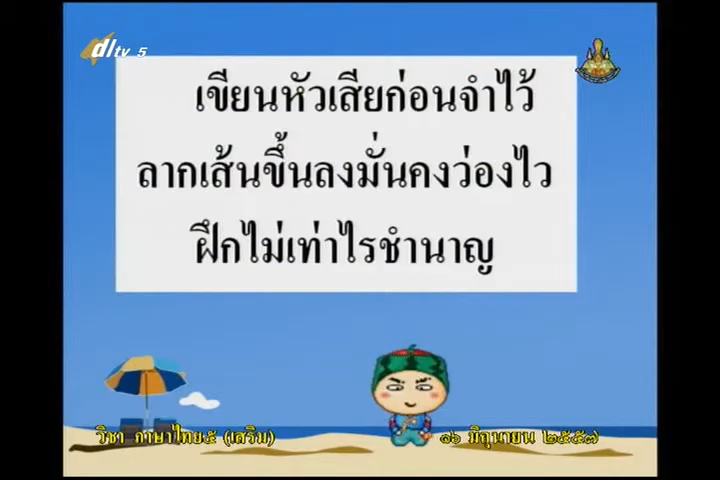 dltv 5
เขียนหัวเสียก่อนจำไว้
ลากเส้นขึ้นลงมั่นคงว่องไว
ฝึกไม่เท่าไรชำนาญ
วิชา ภาษาไทย๕ (เสริม)
๑๖ มิถุนายน ๒๕๕๗